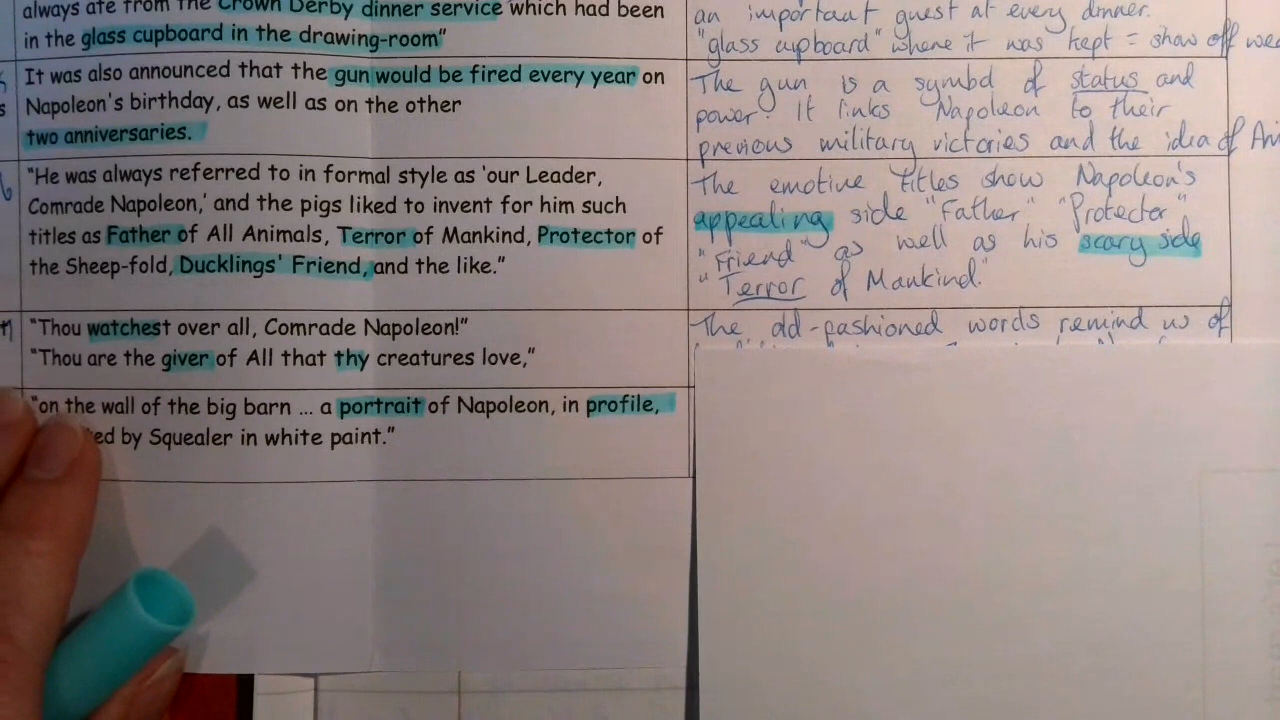 always ate from the Crown Derby dinner service which had been
in the glass cupboard in the drawing-room"
an important guest at every dinner.
"glass cupboard" where it was kept = show off
It was also announced that the gun would be fired every year on
Napoleon's birthday, as well as on the other
two anniversaries.
The gun is a symbol of status and
power. It links Napoleon to their
previous military victories and the idea of
"He was always referred to in formal style as 'our Leader,
Comrade Napoleon,' and the pigs liked to invent for him such
titles as Father of All Animals, Terror of Mankind, Protector of
the Sheep-fold, Ducklings' Friend, and the like."
The emotive titles show Napoleon's
appealing side "Father" "Protector"
"Friend" as well as his scary side
"Terror of Mankind."
"Thou watchest over all, Comrade Napoleon!"
"Thou are the giver of All that thy creatures love,"
The old-fashioned words remind us of
"on the wall of the big barn ... a portrait of Napoleon, in profile,
by Squealer in white paint."